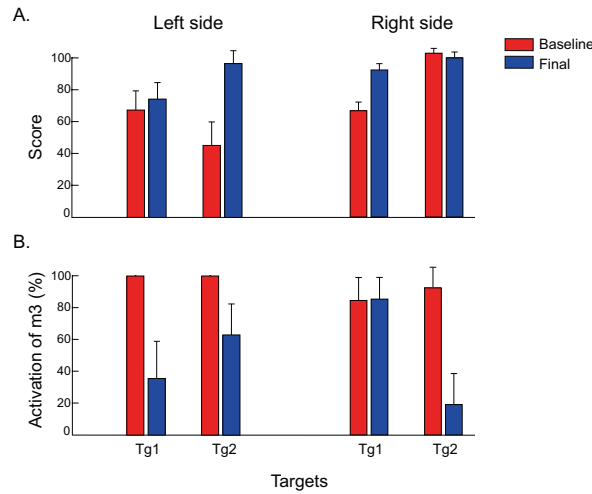 A.
Left side
Right side
Baseline
Final
100
80
60
40
20
0
Score
B.
100
80
60
40
20
0
Activation of m3 (%)
Tg1 Tg2 Tg1 Tg2
Targets